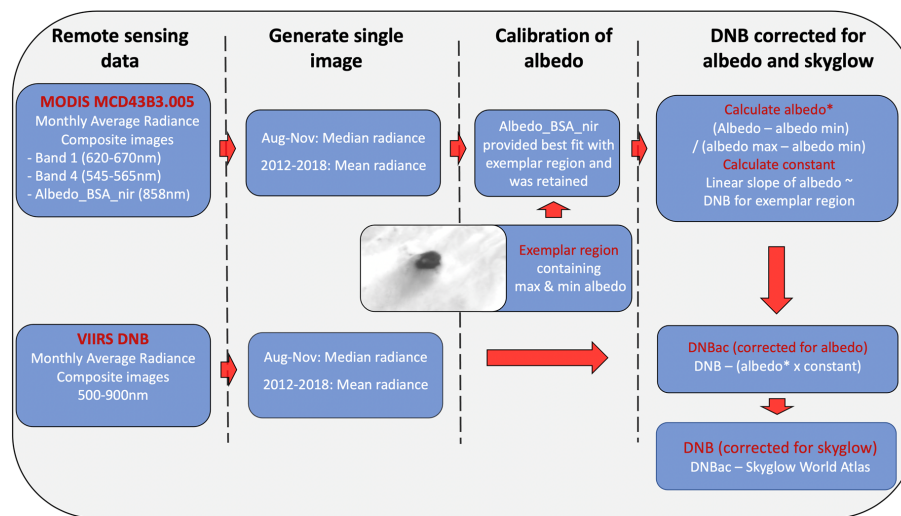 Remote sensing
data
Generate single
image
Calibration of
albedo
DNB corrected for
albedo and skyglow
MODIS MCD43B3.005
Monthly Average Radiance
Composite images
- Band 1 (620-670nm)
- Band 4 (545-565nm)
- Albedo_BSA_nir (858nm)
Aug-Nov: Median radiance
2012-2018: Mean radiance
Albedo_BSA_nir
provided best fit with
exemplar region and
was retained
Calculate albedo*
(Albedo – albedo min)
/ (albedo max – albedo min)
Calculate constant
Linear slope of albedo ~
DNB for exemplar region
Exemplar region
containing
max & min albedo
VIIRS DNB
Monthly Average Radiance
Composite images
500-900nm
Aug-Nov: Median radiance
2012-2018: Mean radiance
DNBac (corrected for albedo)
DNB – (albedo* x constant)
DNB (corrected for skyglow)
DNBac – Skyglow World Atlas